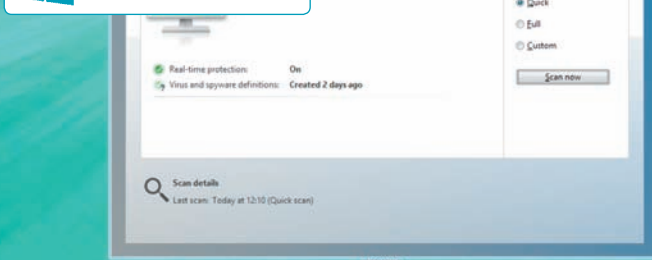 Quick
Full
Custom
Real-time protection: On
Virus and spyware definitions: Created 2 days ago
Scan now
Scan details
Last scan: Today at 12:10 (Quick scan)